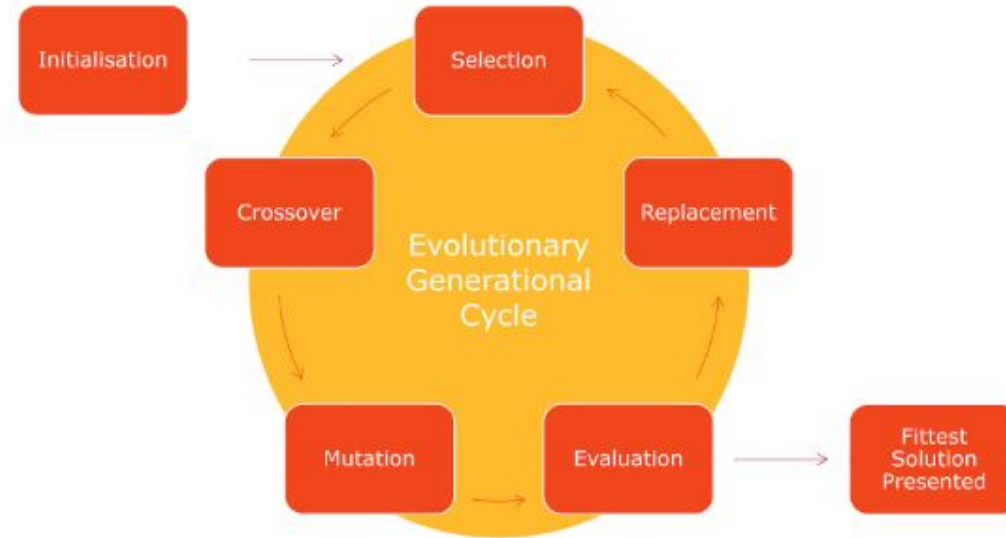 Initialisation
Selection
Crossover
Replacement
Evolutionary
Generational
Cycle
Mutation
Evaluation
Fittest
Solution
Presented